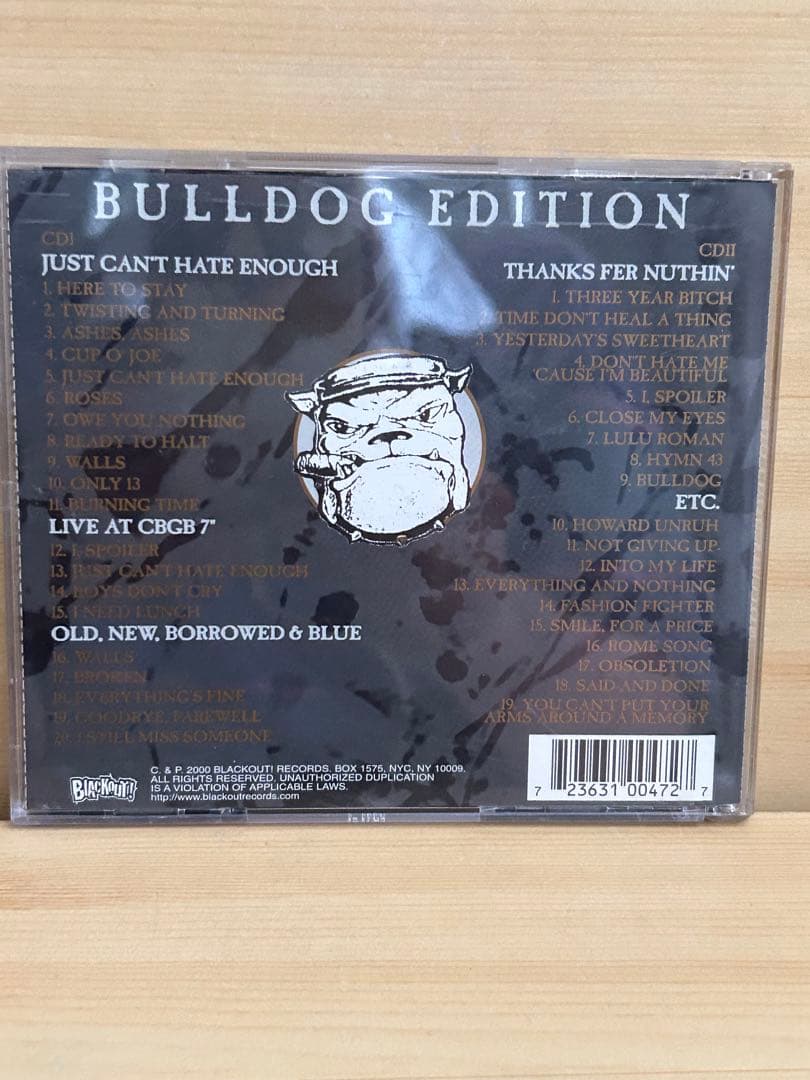 BULLDOG EDITION
CDI
JUST CAN'T HATE ENOUGH
1. HERE TO STAY
2. TWISTING AND TURNING
3. ASHES, ASHES
4. CUP O JOE
5. JUST CAN'T HATE ENOUGH
6. ROSES
7. OWE YOU NOTHING
8. READY TO HALT
9. WALLS
10. ONLY 13
11. BURNING TIME
LIVE AT CBGB 7"
12. I, SPOILER
13. JUST CAN'T HATE ENOUGH
14. BOYS DON'T CRY
15. I NEED LUNCH
OLD, NEW, BORROWED & BLUE
16. WALLS
17. BROKEN
18. EVERYTHING'S FINE
19. GOODBYE, FAREWELL
20. I STILL MISS SOMEONE
CDII
THANKS FER NUTHIN'
1. THREE YEAR BITCH
2. TIME DON'T HEAL A THING
3. YESTERDAY'S SWEETHEART
4. DON'T HATE ME
'CAUSE I'M BEAUTIFUL
5. I, SPOILER
6. CLOSE MY EYES
7. LULU ROMAN
8. HYMN 43
9. BULLDOG
ETC.
10. HOWARD UNRUH
11. NOT GIVING UP
12. INTO MY LIFE
13. EVERYTHING AND NOTHING
14. FASHION FIGHTER
15. SMILE, FOR A PRICE
16. ROME SONG
17. OBSOLETION
18. SAID AND DONE
19. YOU CAN'T PUT YOUR
ARMS AROUND A MEMORY
BLACKOUT!
C. & P. 2000 BLACKOUT! RECORDS. BOX 1575, NYC, NY 10009.
ALL RIGHTS RESERVED, UNAUTHORIZED DUPLICATION
IS A VIOLATION OF APPLICABLE LAWS.
http://www.blackoutrecords.com
7 23631 00472 7